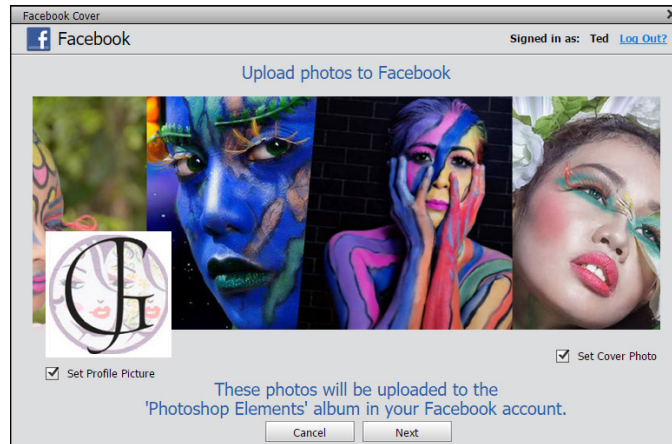 Facebook Cover
Facebook
Signed in as: Ted Log Out?
Upload photos to Facebook
Set Profile Picture
Set Cover Photo
These photos will be uploaded to the
'Photoshop Elements' album in your Facebook account.
Cancel Next